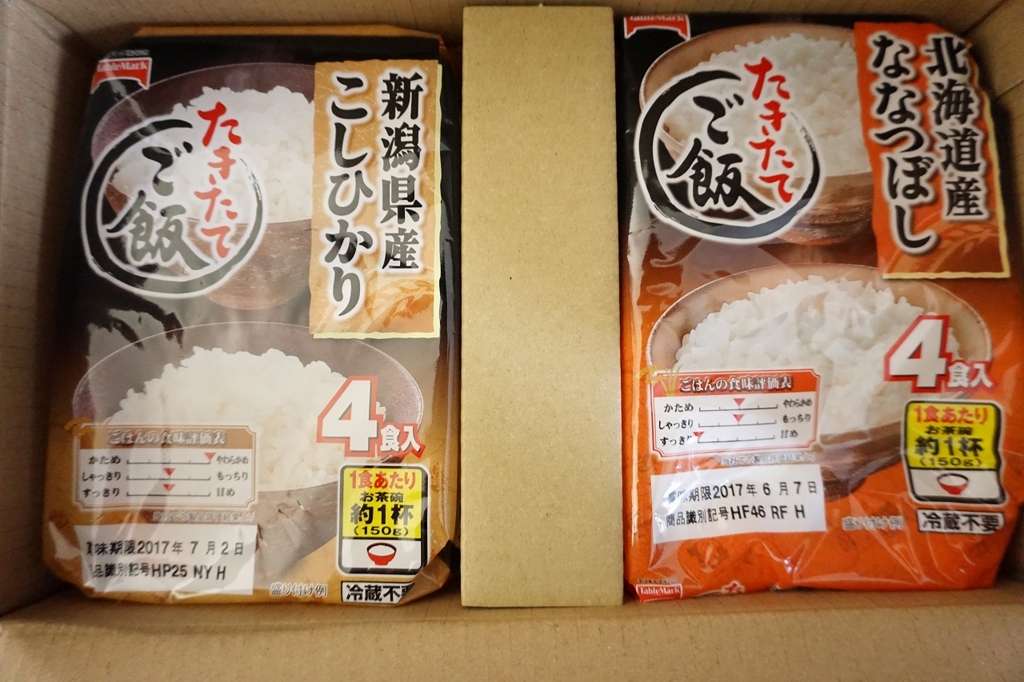 TableMark
たきたて
ご飯
新潟県産
こしひかり
4食入
ごはんの食味評価表
かため やわらかめ
しゃっきり もっちり
すっきり 甘め
1食あたり
お茶碗
約1杯
(150g)
賞味期限2017年 7月 2日
品識別記号HP25 NY H
盛り付け例
冷蔵不
TableMark
たきたて
ご飯
北海道産
ななつぼし
4食入
ごはんの食味評価表
かため やわらかめ
しゃっきり もっちり
すっきり 甘め
1食あたり
お茶碗
約1杯
(150g)
賞味期限2017年 6月 7日
商品識別記号HF46 RF H
盛り付け例
冷蔵不要
TableMark